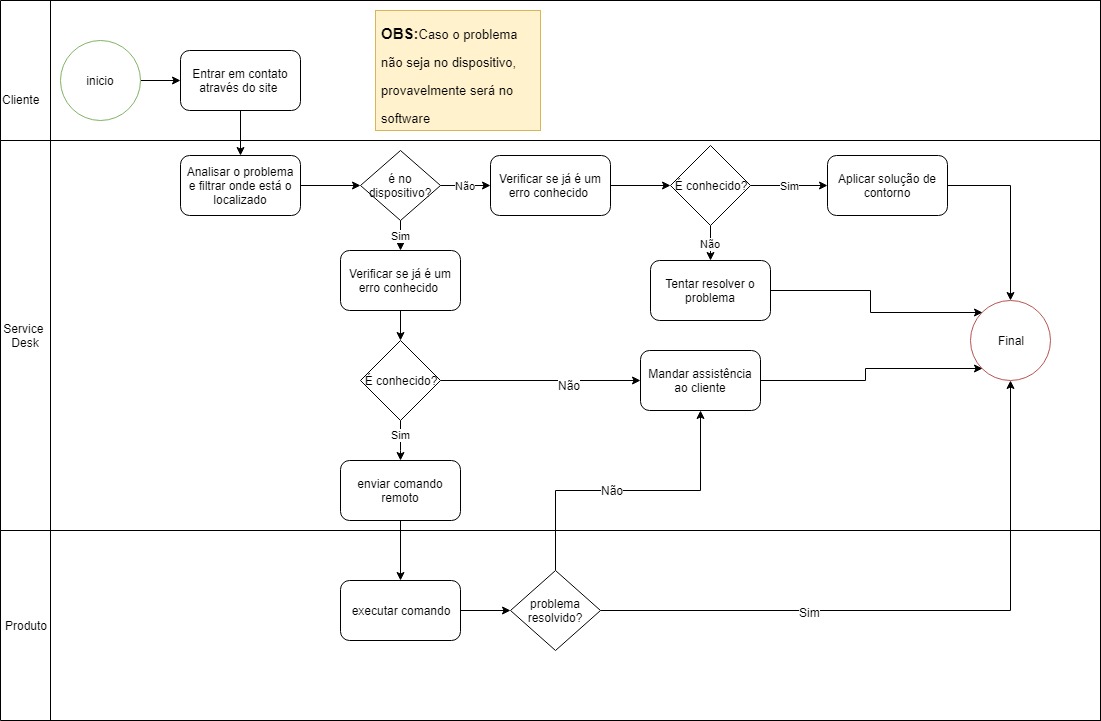 Cliente
inicio
Entrar em contato
através do site
OBS:Caso o problema
não seja no dispositivo,
provavelmente será no
software
Service
Desk
Analisar o problema
e filtrar onde está o
localizado
é no
dispositivo?
Não
Verificar se já é um
erro conhecido
É conhecido?
Sim
Aplicar solução de
contorno
Sim
Não
Verificar se já é um
erro conhecido
Tentar resolver o
problema
Final
É conhecido?
Não
Mandar assistência
ao cliente
Sim
enviar comando
remoto
Não
Produto
executar comando
problema
resolvido?
Sim